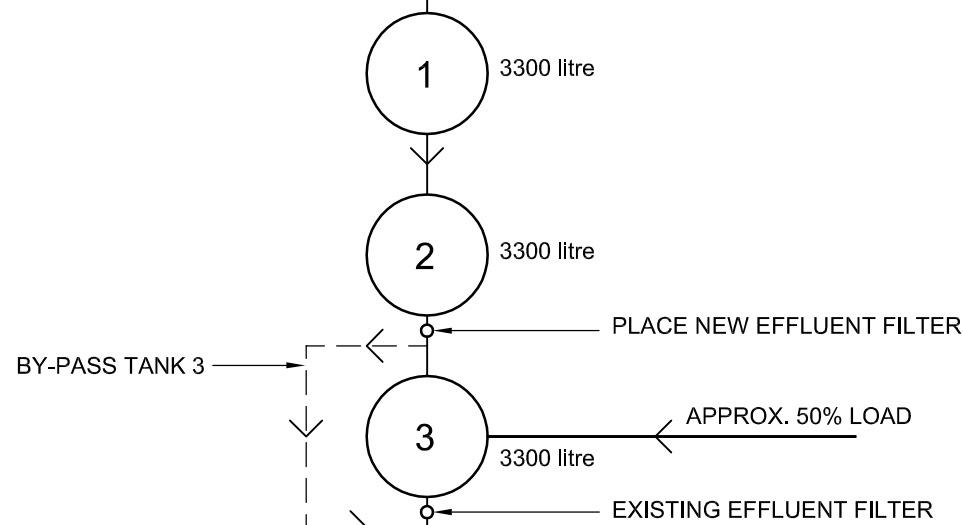 1
3300 litre
2
3300 litre
PLACE NEW EFFLUENT FILTER
BY-PASS TANK 3
APPROX. 50% LOAD
3
3300 litre
EXISTING EFFLUENT FILTER